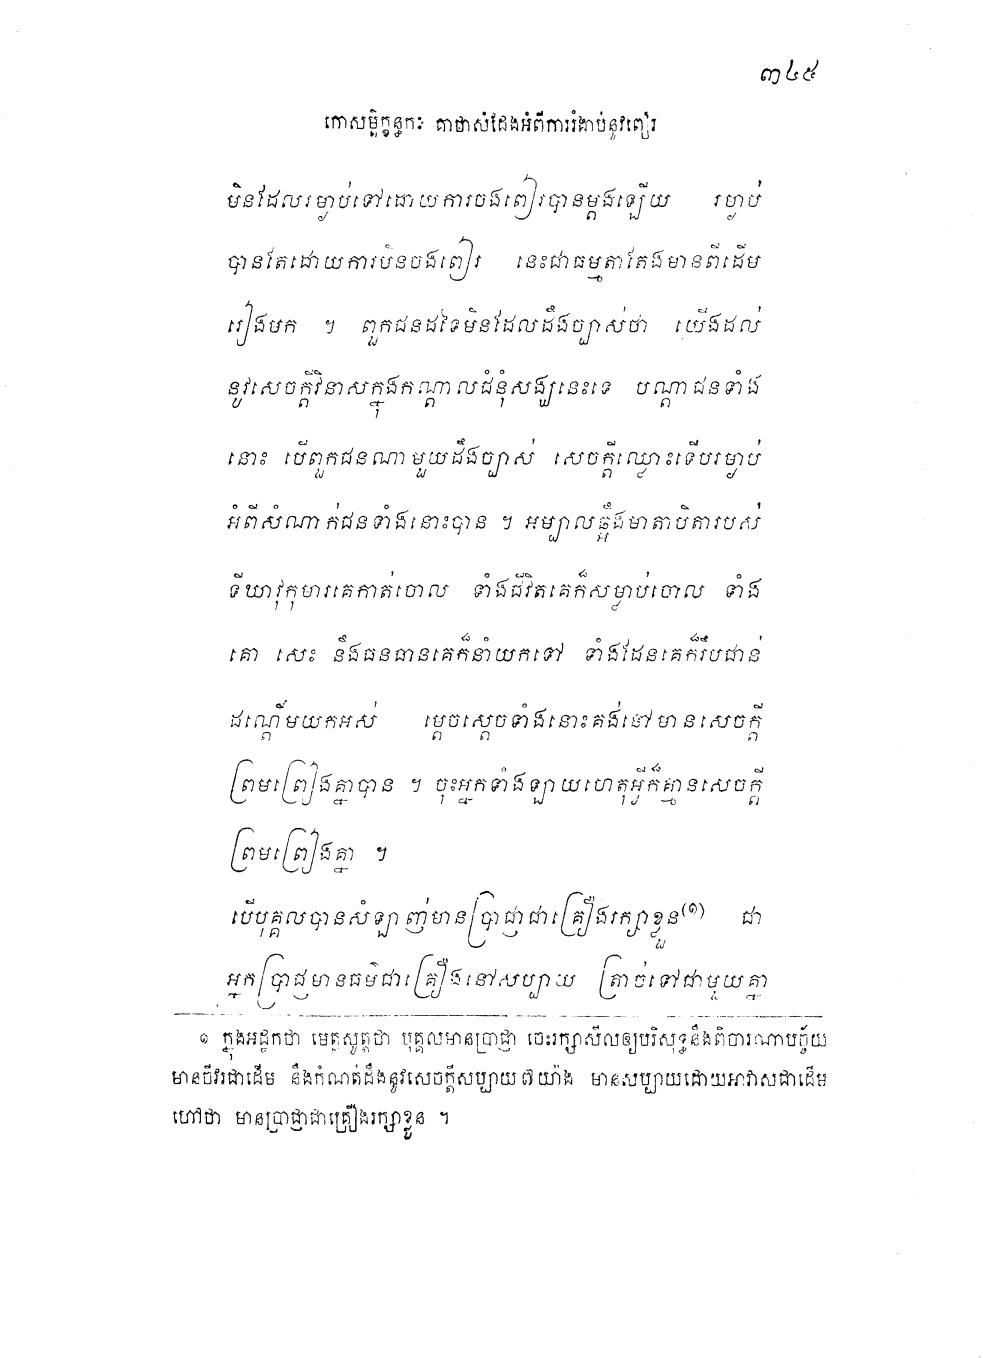 ៣៤៥
កោសម្ពិក្ខន្ធកៈ គាថាសំដែងអំពីការរំងាប់នូវពៀរ
មិនដែលរម្ងាប់ទៅដោយការចងពៀរបានម្តងឡើយ រម្ងាប់
បានតែដោយការមិនចងពៀរ នេះជាធម្មតាតែងមានពីដើម
រៀងមក ។ ពួកជនដទៃមិនដែលដឹងច្បាស់ថា យើងដល់
នូវសេចក្តីវិនាសក្នុងកណ្តាលជំនុំសង្ឃនេះទេ បណ្តាជនទាំង
នោះ បើពួកជនណាមួយដឹងច្បាស់ សេចក្តីឈ្លោះទើបរម្ងាប់
អំពីសំណាក់ជនទាំងនោះបាន ។ អម្បាលឆ្អឹងមាតាបិតារបស់
ទីឃាវុកុមារគេកាត់ចោល ទាំងជីវិតគេក៏សម្លាប់ចោល ទាំង
គោ សេះ នឹងធនធានគេក៏នាំយកទៅ ទាំងដែនគេក៏រឹបជាន់
ដណ្តើមយកអស់ ម្តេចស្តេចទាំងនោះគង់នៅមានសេចក្តី
ព្រមព្រៀងគ្នាបាន ។ ចុះអ្នកទាំងឡាយហេតុអ្វីក៏គ្មានសេចក្តី
ព្រមព្រៀងគ្នា ។
បើបុគ្គលបានសំឡាញ់មានប្រាជ្ញាជាគ្រឿងរក្សាខ្លួន(១) ជា
អ្នកប្រាជ្ញមានធម៌ជាគ្រឿងនៅសប្បាយ ត្រាច់ទៅជាមួយគ្នា
១ ក្នុងអដ្ឋកថា មេត្តសូត្តថា បុគ្គលមានប្រាជ្ញា ចេះរក្សាសីលឲ្យបរិសុទ្ធនឹងពិចារណាបច្ច័យ
មានចីវរជាដើម នឹងកំណត់ដឹងនូវសេចក្តីសប្បាយ៧យ៉ាង មានសប្បាយដោយអាវាសជាដើម
ហៅថា មានប្រាជ្ញាជាគ្រឿងរក្សាខ្លួន ។